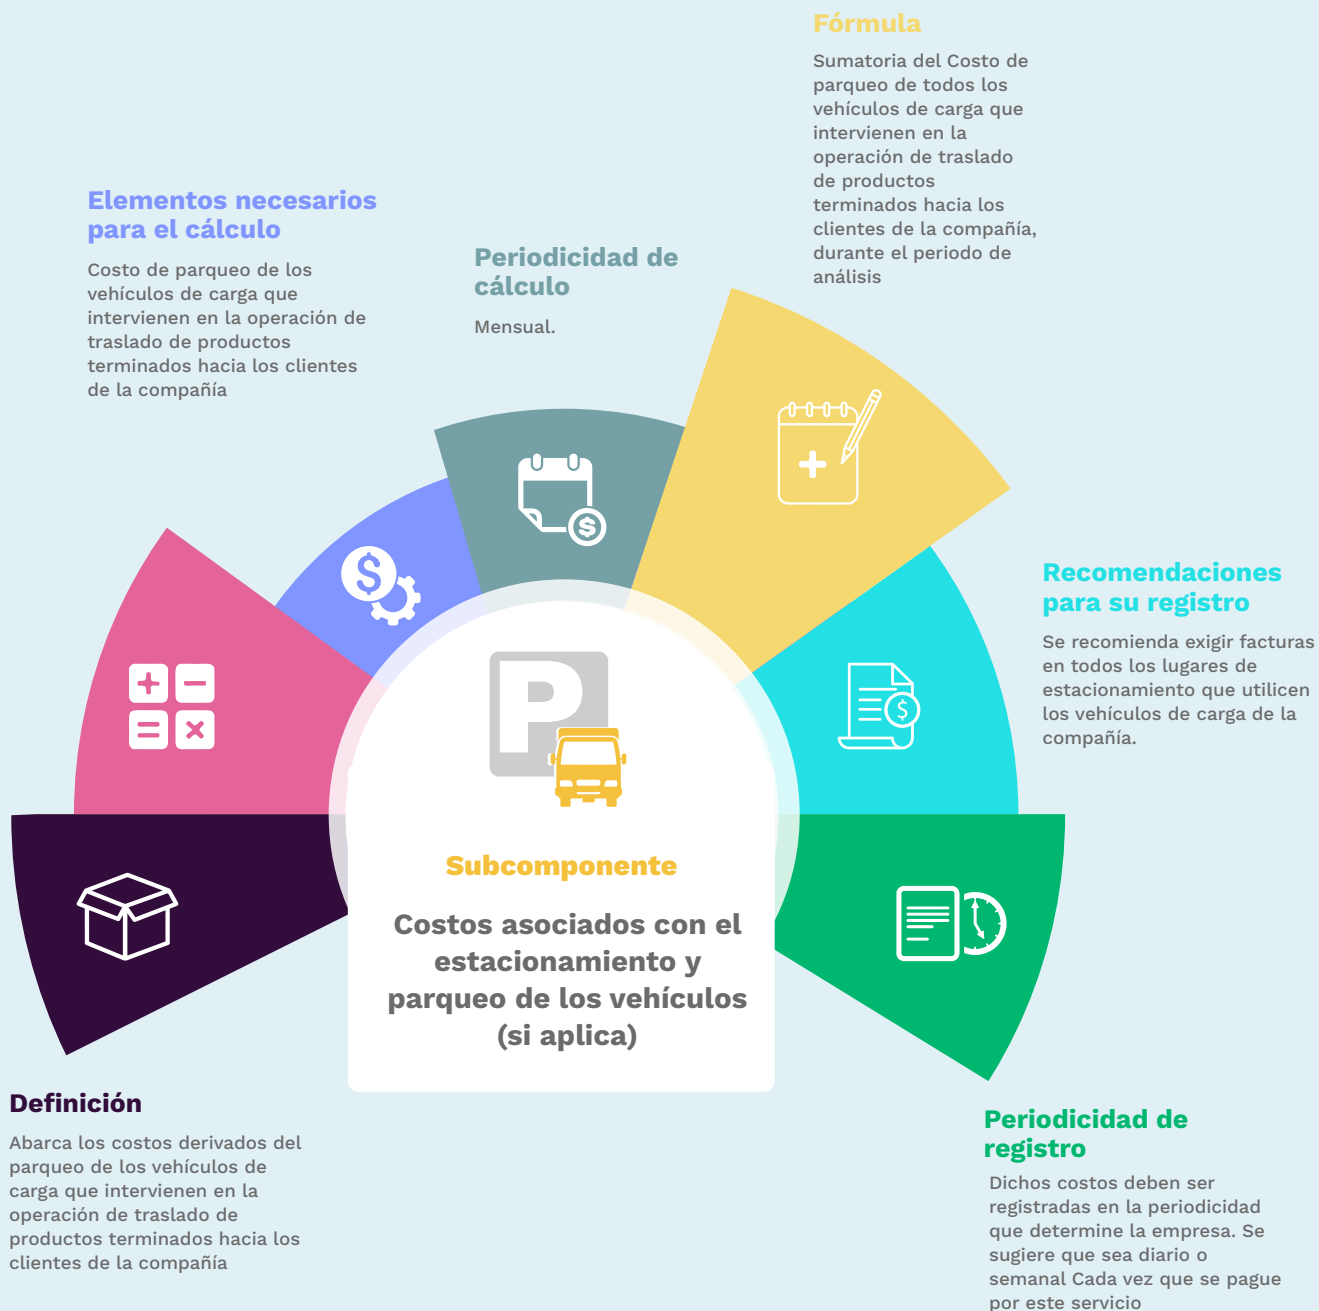 Fórmula
Sumatoria del Costo de
parqueo de todos los
vehículos de carga que
intervienen en la
operación de traslado
de productos
terminados hacia los
clientes de la compañía,
durante el periodo de
análisis
Elementos necesarios
para el cálculo
Costo de parqueo de los
vehículos de carga que
intervienen en la operación de
traslado de productos
terminados hacia los clientes
de la compañía
Periodicidad de
cálculo
Mensual.
Recomendaciones
para su registro
Se recomienda exigir facturas
en todos los lugares de
estacionamiento que utilicen
los vehículos de carga de la
compañía.
P
Subcomponente
Costos asociados con el
estacionamiento y
parqueo de los vehículos
(si aplica)
Definición
Abarca los costos derivados del
parqueo de los vehículos de
carga que intervienen en la
operación de traslado de
productos terminados hacia los
clientes de la compañía
Periodicidad de
registro
Dichos costos deben ser
registradas en la periodicidad
que determine la empresa. Se
sugiere que sea diario o
semanal Cada vez que se pague
por este servicio